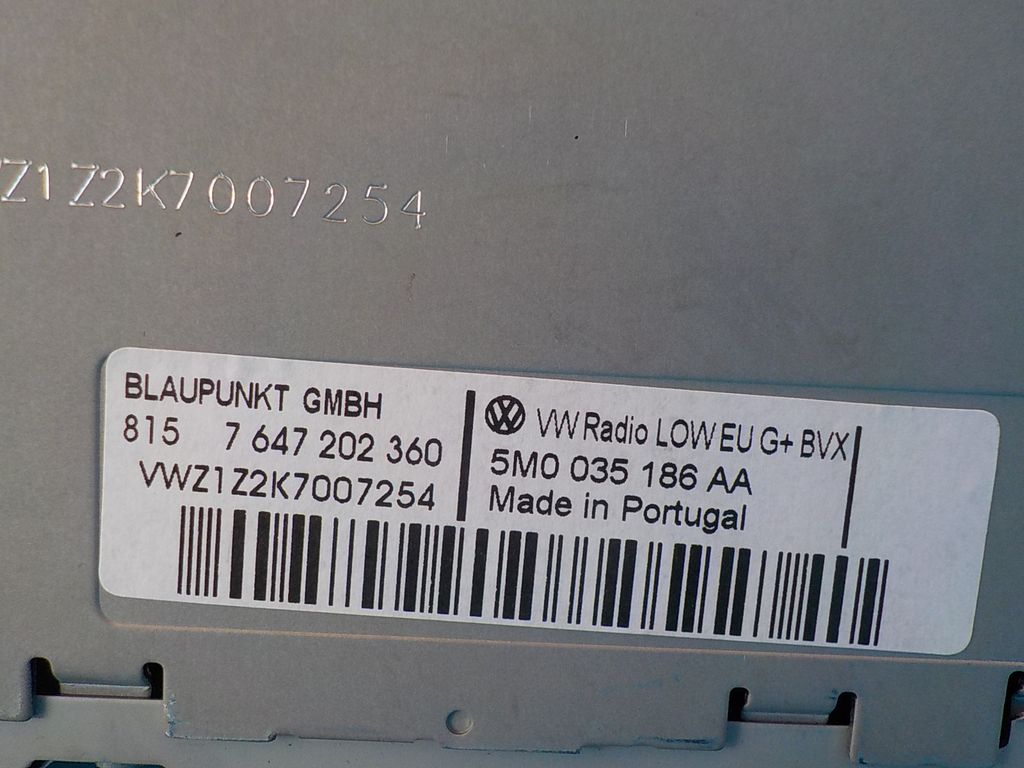 Z1Z2K7007254
BLAUPUNKT GMBH
815 7 647 202 360
VWZ1Z2K7007254
VW Radio LOW EU G+ BVX
5M0 035 186 AA
Made in Portugal